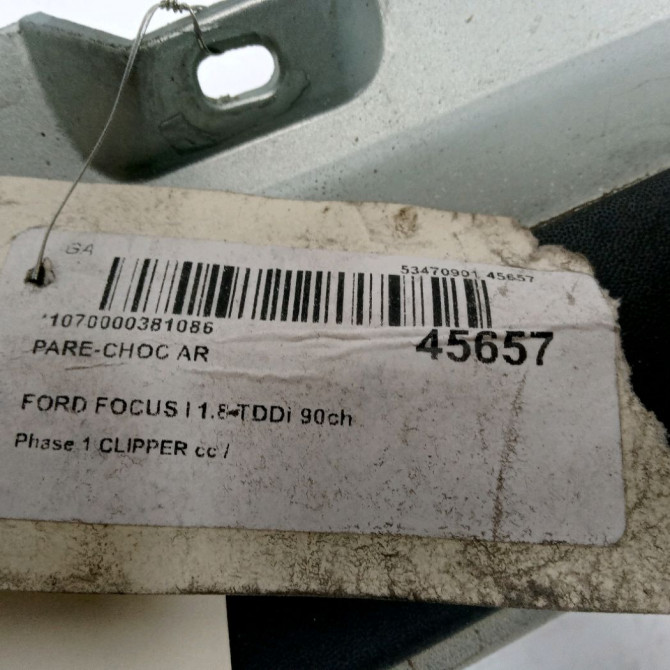 GA
53470901 45657
*1070000381086
45657
PARE-CHOC AR
FORD FOCUS I 1.8-TDDi 90ch
Phase 1 CLIPPER cc /